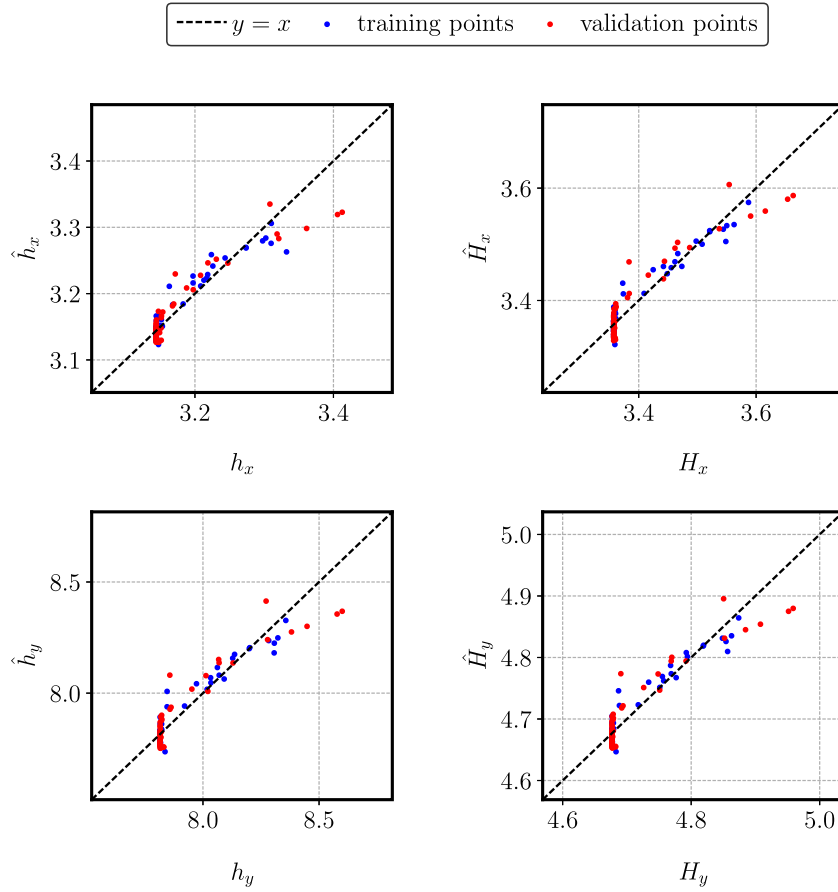 y = x training points validation points
3.4
3.3
3.2
3.1
ĥ_x
3.2 3.4
h_x
3.6
3.4
Ĥ_x
3.4 3.6
H_x
8.5
8.0
ĥ_y
8.0 8.5
h_y
5.0
4.9
4.8
4.7
4.6
Ĥ_y
4.6 4.8 5.0
H_y